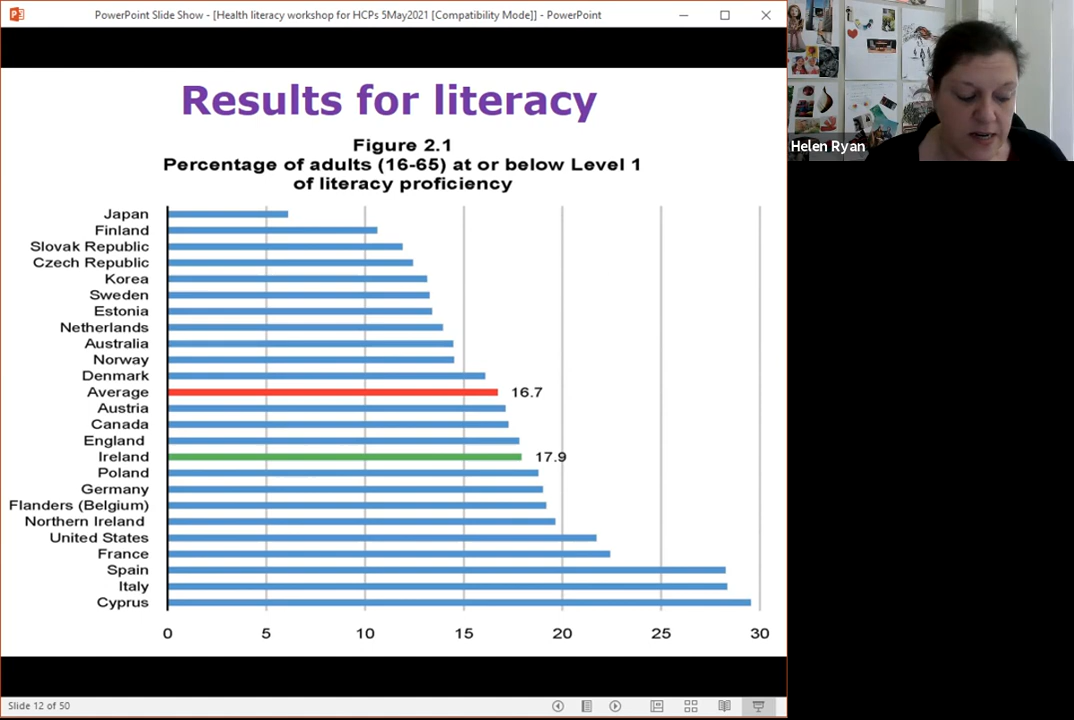 PowerPoint Slide Show - [Health literacy workshop for HCPs 5May2021 [Compatibility Mode]] - PowerPoint
Helen Ryan
Results for literacy
Figure 2.1
Percentage of adults (16-65) at or below Level 1
of literacy proficiency
Japan
Finland
Slovak Republic
Czech Republic
Korea
Sweden
Estonia
Netherlands
Australia
Norway
Denmark
Average 16.7
Austria
Canada
England
Ireland 17.9
Poland
Germany
Flanders (Belgium)
Northern Ireland
United States
France
Spain
Italy
Cyprus
0 5 10 15 20 25 30
Slide 12 of 50